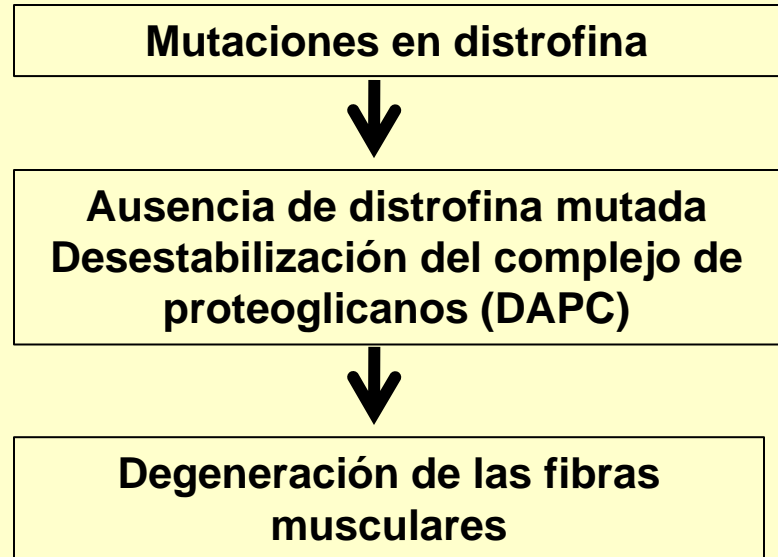 Mutaciones en distrofina
Ausencia de distrofina mutada
Desestabilización del complejo de
proteoglicanos (DAPC)
Degeneración de las fibras
musculares